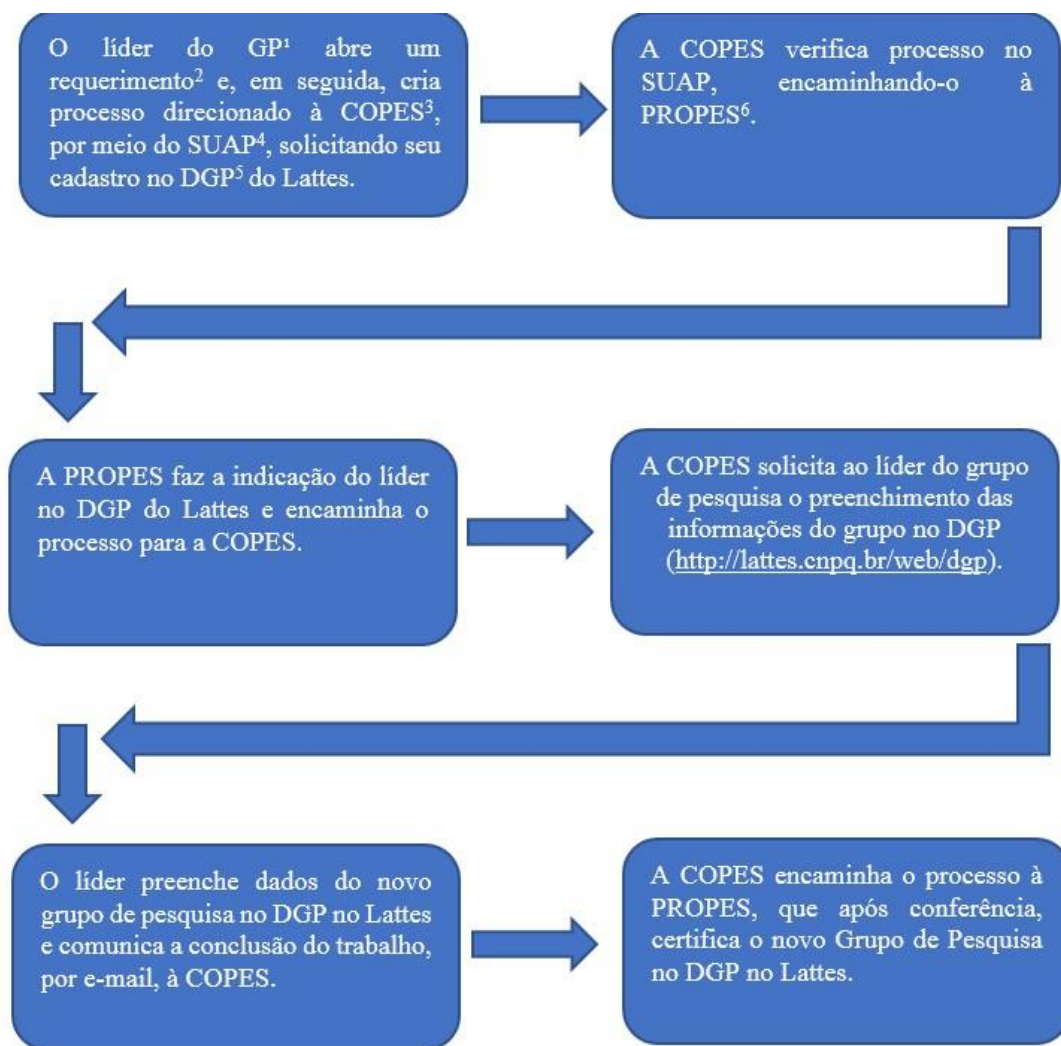 O líder do GP¹ abre um
requerimento² e, em seguida, cria
processo direcionado à COPES³,
por meio do SUAP⁴, solicitando seu
cadastro no DGP⁵ do Lattes.
A COPES verifica processo no
SUAP, encaminhando-o à
PROPES⁶.
A PROPES faz a indicação do líder
no DGP do Lattes e encaminha o
processo para a COPES.
A COPES solicita ao líder do grupo
de pesquisa o preenchimento das
informações do grupo no DGP
(http://lattes.cnpq.br/web/dgp).
O líder preenche dados do novo
grupo de pesquisa no DGP no Lattes
e comunica a conclusão do trabalho,
por e-mail, à COPES.
A COPES encaminha o processo à
PROPES, que após conferência,
certifica o novo Grupo de Pesquisa
no DGP no Lattes.